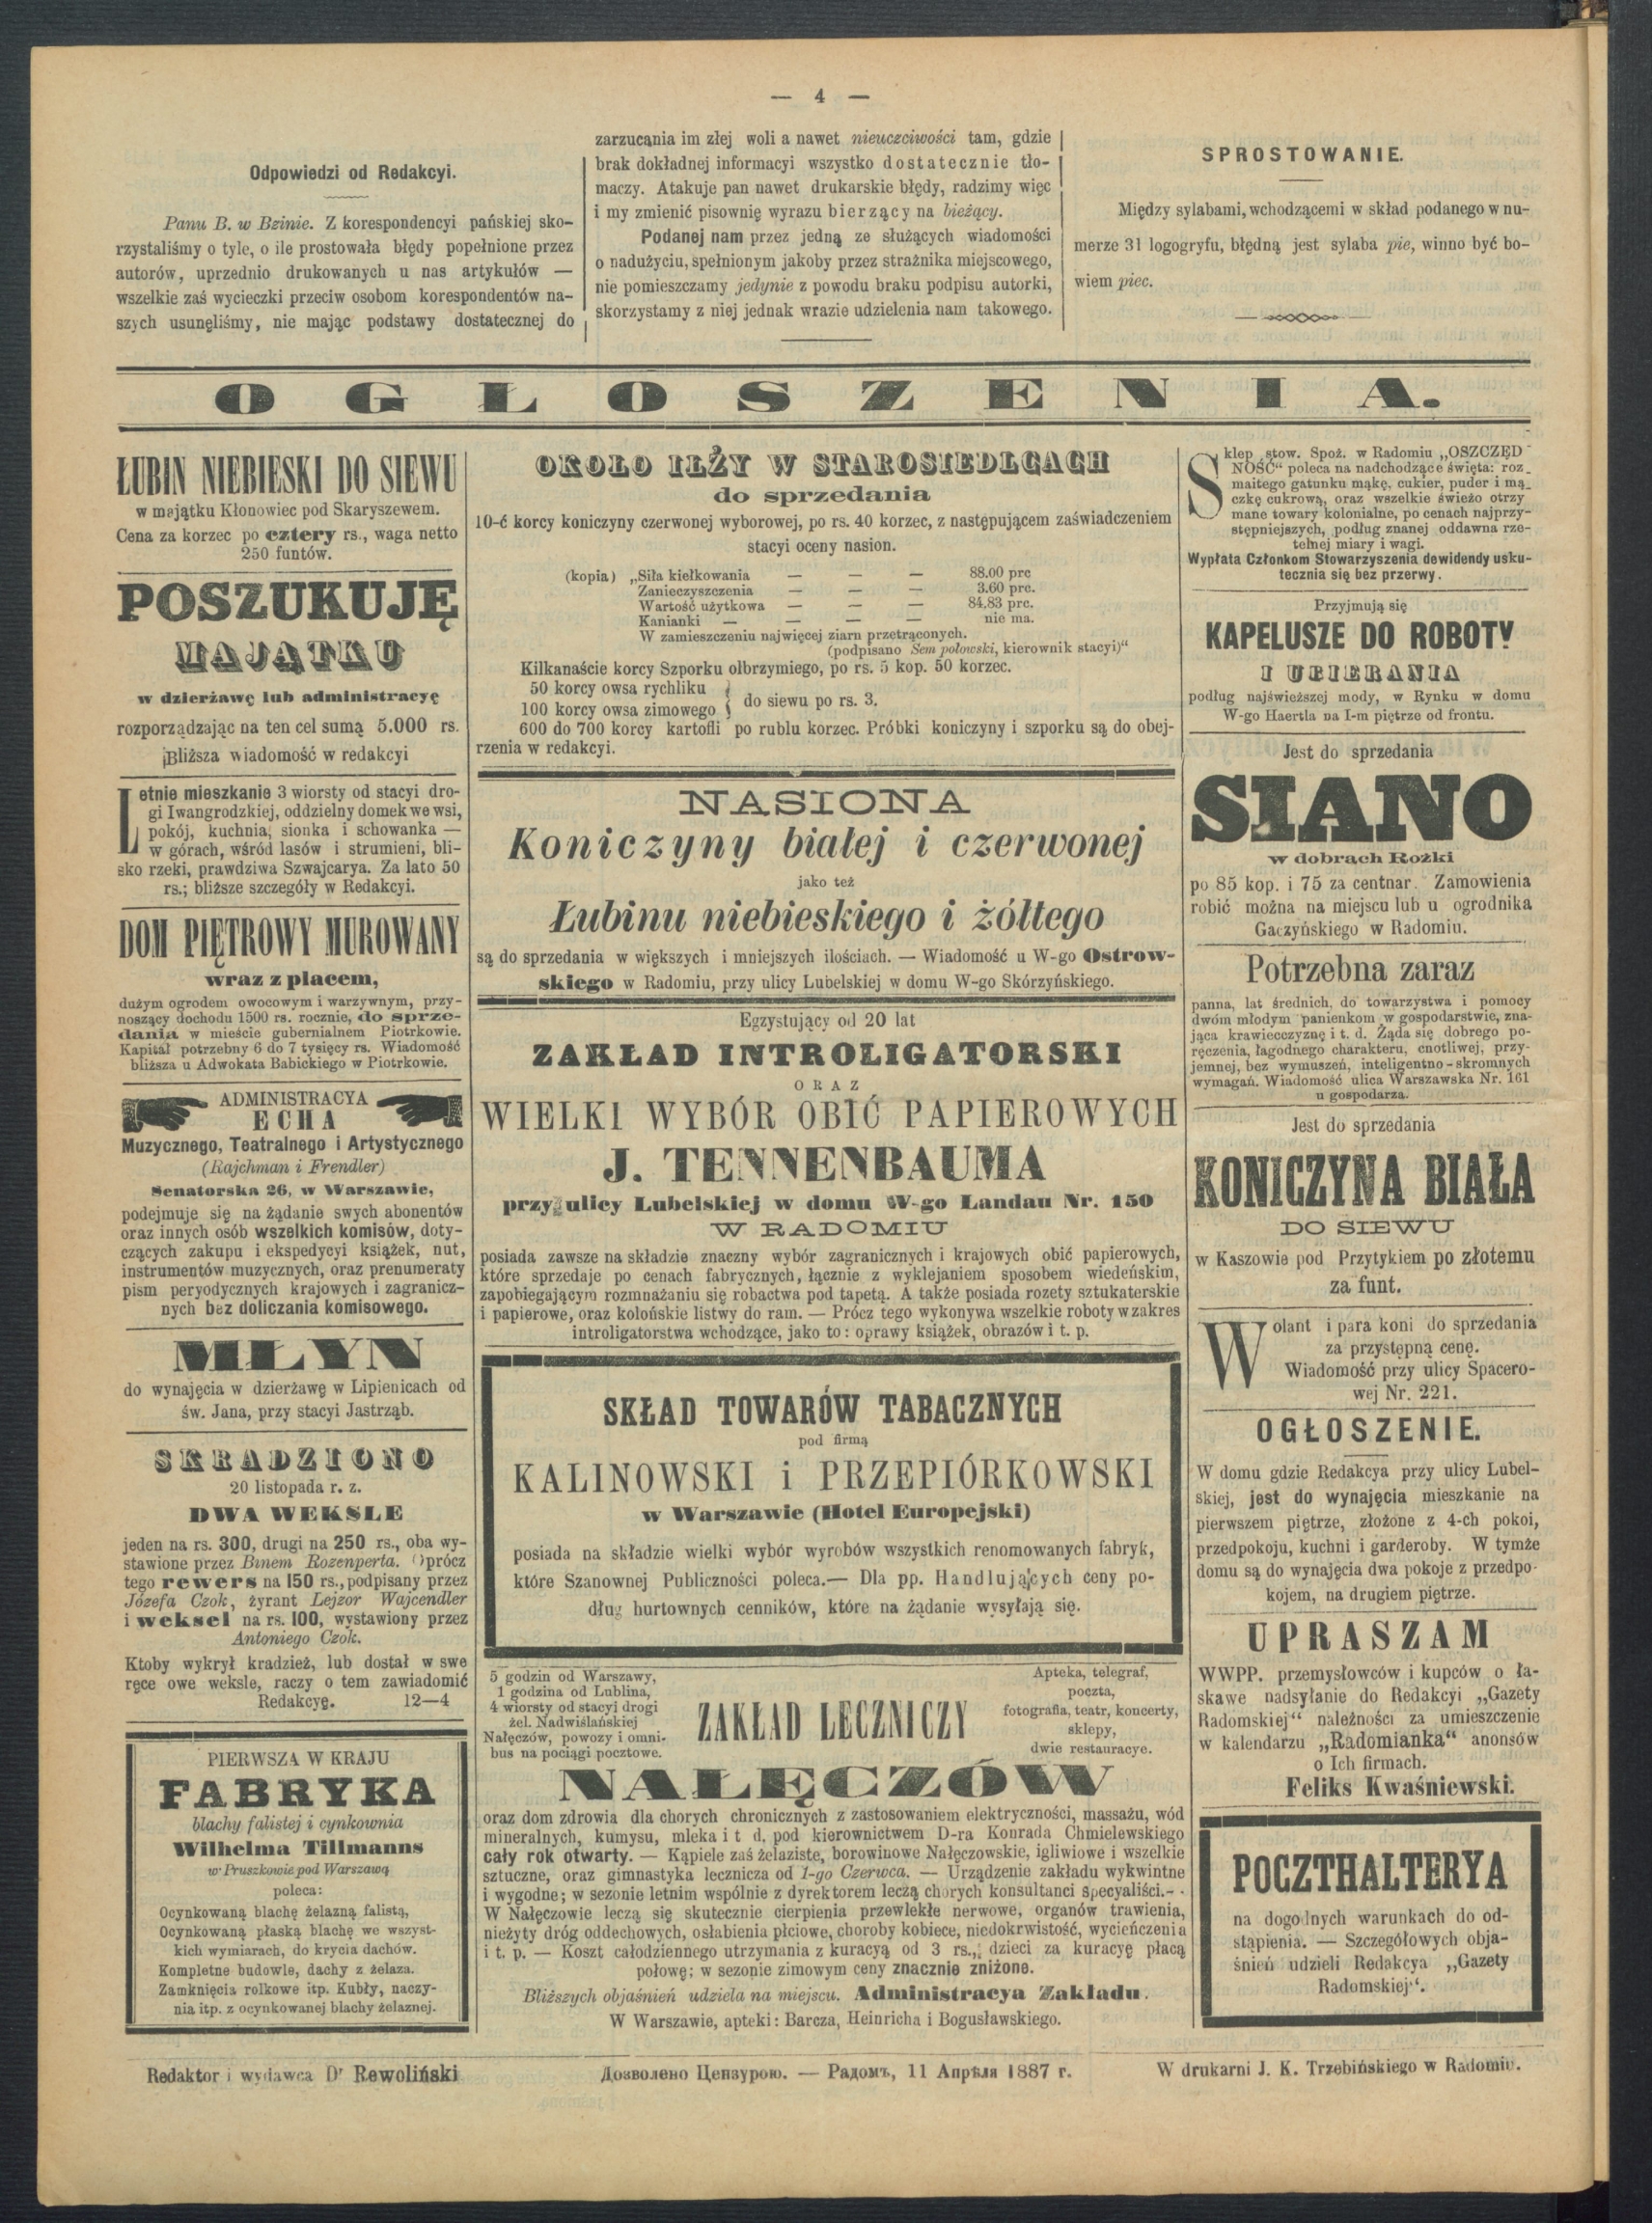 — 4 —
Odpowiedzi od Redakcyi.
Panu B. w Bzinie. Z korespondencyi pańskiej sko-
rzystaliśmy o tyle, o ile prostowała błędy popełnione przez
autorów, uprzednio drukowanych u nas artykułów —
wszelkie zaś wycieczki przeciw osobom korespondentów na-
szych usunęliśmy, nie mając podstawy dostatecznej do
zarzucania im złej woli a nawet nieuczciwości tam, gdzie
brak dokładnej informacyi wszystko dostatecznie tło-
maczy. Atakuje pan nawet drukarskie błędy, radzimy więc
i my zmienić pisownię wyrazu bierzący na bieżący.
Podanej nam przez jedną ze służących wiadomości
o nadużyciu, spełnionym jakoby przez strażnika miejscowego,
nie pomieszczamy jedynie z powodu braku podpisu autorki,
skorzystamy z niej jednak wrazie udzielenia nam takowego.
SPROSTOWANIE.
Między sylabami, wchodzącemi w skład podanego w nu-
merze 31 logogryfu, błędną jest sylaba pie, winno być bo-
wiem piec.
OGŁOSZENIA.
ŁUBIN NIEBIESKI DO SIEWU
w majątku Kłonowiec pod Skaryszewem.
Cena za korzec po cztery rs., waga netto
250 funtów.
POSZUKUJĘ
MAJĄTKU
w dzierżawę lub administracyę
rozporządzając na ten cel sumą 5.000 rs.
Bliższa wiadomość w redakcyi
Letnie mieszkanie 3 wiorsty od stacyi dro-
gi Iwangrodzkiej, oddzielny domek we wsi,
pokój, kuchnia, sionka i schowanka —
w górach, wśród lasów i strumieni, bli-
sko rzeki, prawdziwa Szwajcarya. Za lato 50
rs.; bliższe szczegóły w Redakcyi.
DOM PIĘTROWY MUROWANY
wraz z placem,
dużym ogrodem owocowym i warzywnym, przy-
noszący dochodu 1500 rs. rocznie, do sprze-
dania w mieście gubernialnem Piotrkowie.
Kapitał potrzebny 6 do 7 tysięcy rs. Wiadomość
bliższa u Adwokata Babickiego w Piotrkowie.
ADMINISTRACYA
ECHA
Muzycznego, Teatralnego i Artystycznego
(Rajchman i Frendler)
Senatorska 26, w Warszawie,
podejmuje się na żądanie swych abonentów
oraz innych osób wszelkich komisów, doty-
czących zakupu i ekspedycyi książek, nut,
instrumentów muzycznych, oraz prenumeraty
pism peryodycznych krajowych i zagranicz-
nych bez doliczania komisowego.
MŁYN
do wynajęcia w dzierżawę w Lipienicach od
św. Jana, przy stacyi Jastrząb.
SKRADZIONO
20 listopada r. z.
DWA WEKSLE
jeden na rs. 300, drugi na 250 rs., oba wy-
stawione przez Binem Rozenperla. Oprócz
tego rewers na 150 rs., podpisany przez
Józefa Czok, żyrant Lejzor Wajcendler
i weksel na rs. 100, wystawiony przez
Antoniego Czok.
Ktoby wykrył kradzież, lub dostał w swe
ręce owe weksle, raczy o tem zawiadomić
Redakcyę. 12—4
PIERWSZA W KRAJU
FABRYKA
blachy falistej i cynkownia
Wilhelma Tillmanns
w Pruszkowie pod Warszawą
poleca:
Ocynkowaną blachę żelazną falistą,
Ocynkowaną płaską blachę we wszyst-
kich wymiarach, do krycia dachów.
Kompletne budowle, dachy z żelaza.
Zamknięcia rolkowe itp. Kubły, naczy-
nia itp. z ocynkowanej blachy żelaznej.
OKOŁO IŁŻY W STAROSIEDLCACH
do sprzedania
10-ć korcy koniczyny czerwonej wyborowej, po rs. 40 korzec, z następującem zaświadczeniem
stacyi oceny nasion.
(kopia) „Siła kiełkowania — — — 88.00 prc
Zanieczyszczenia — — — 3.60 prc.
Wartość użytkowa — — — 84.83 prc.
Kanianki — — — — nie ma.
W zamieszczeniu najwięcej ziarn przetrąconych.
(podpisano Sempołowski, kierownik stacyi)“
Kilkanaście korcy Szporku olbrzymiego, po rs. 5 kop. 50 korzec.
50 korcy owsa rychliku }
100 korcy owsa zimowego } do siewu po rs. 3.
600 do 700 korcy kartofli po rublu korzec. Próbki koniczyny i szporku są do obej-
rzenia w redakcyi.
NASIONA
Koniczyny białej i czerwonej
jako też
Łubinu niebieskiego i żółtego
są do sprzedania w większych i mniejszych ilościach. — Wiadomość u W-go Ostrow-
skiego w Radomiu, przy ulicy Lubelskiej w domu W-go Skórzyńskiego.
Egzystujący od 20 lat
ZAKŁAD INTROLIGATORSKI
ORAZ
WIELKI WYBÓR OBIĆ PAPIEROWYCH
J. TENNENBAUMA
przy ulicy Lubelskiej w domu W-go Landau Nr. 150
W RADOMIU
posiada zawsze na składzie znaczny wybór zagranicznych i krajowych obić papierowych,
które sprzedaje po cenach fabrycznych, łącznie z wyklejaniem sposobem wiedeńskim,
zapobiegającym rozmnażaniu się robactwa pod tapetą. A także posiada rozety sztukaterskie
i papierowe, oraz kolońskie listwy do ram. — Prócz tego wykonywa wszelkie roboty w zakres
introligatorstwa wchodzące, jako to: oprawy książek, obrazów i t. p.
SKŁAD TOWARÓW TABACZNYCH
pod firmą
KALINOWSKI i PRZEPIÓRKOWSKI
w Warszawie (Hotel Europejski)
posiada na składzie wielki wybór wyrobów wszystkich renomowanych fabryk,
które Szanownej Publiczności poleca.— Dla pp. Handlujących ceny po-
dług hurtownych cenników, które na żądanie wysyłają się.
5 godzin od Warszawy,
1 godzina od Lublina,
4 wiorsty od stacyi drogi
żel. Nadwiślańskiej
Nałęczów, powozy i omni-
bus na pociągi pocztowe.
ZAKŁAD LECZNICZY
Apteka, telegraf,
poczta,
fotografia, teatr, koncerty,
sklepy,
dwie restauracye.
NAŁĘCZÓW
oraz dom zdrowia dla chorych chronicznych z zastosowaniem elektryczności, massażu, wód
mineralnych, kumysu, mleka i t d. pod kierownictwem D-ra Konrada Chmielewskiego
cały rok otwarty. — Kąpiele zaś żelaziste, borowinowe Nałęczowskie, igliwiowe i wszelkie
sztuczne, oraz gimnastyka lecznicza od 1-go Czerwca. — Urządzenie zakładu wykwintne
i wygodne; w sezonie letnim wspólnie z dyrektorem leczą chorych konsultanci specyaliści.—
W Nałęczowie leczą się skutecznie cierpienia przewlekłe nerwowe, organów trawienia,
nieżyty dróg oddechowych, osłabienia płciowe, choroby kobiece, niedokrwistość, wycieńczenia
i t. p. — Koszt całodziennego utrzymania z kuracyą od 3 rs., dzieci za kuracyę płacą
połowę; w sezonie zimowym ceny znacznie zniżone.
Bliższych objaśnień udziela na miejscu. Administracya Zakładu.
W Warszawie, apteki: Barcza, Heinricha i Bogusławskiego.
Sklep stow. Spoż. w Radomiu „OSZCZĘD-
NOŚĆ“ poleca na nadchodzące święta: roz-
maitego gatunku mąkę, cukier, puder i mą-
czkę cukrową, oraz wszelkie świeżo otrzy
mane towary kolonialne, po cenach najprzy-
stępniejszych, podług znanej oddawna rze-
telnej miary i wagi.
Wypłata Członkom Stowarzyszenia dewidendy usku-
tecznia się bez przerwy.
Przyjmują się
KAPELUSZE DO ROBOTY
I UBIERANIA
podług najświeższej mody, w Rynku w domu
W-go Haertla na I-m piętrze od frontu.
Jest do sprzedania
SIANO
w dobrach Rożki
po 85 kop. i 75 za centnar. Zamowienia
robić można na miejscu lub u ogrodnika
Gaczyńskiego w Radomiu.
Potrzebna zaraz
panna, lat średnich, do towarzystwa i pomocy
dwóm młodym panienkom w gospodarstwie, zna-
jąca krawiecczyznę i t. d. Żąda się dobrego po-
ręczenia, łagodnego charakteru, cnotliwej, przy-
jemnej, bez wymuszeń, inteligentno-skromnych
wymagań. Wiadomość ulica Warszawska Nr. 161
u gospodarza.
Jest do sprzedania
KONICZYNA BIAŁA
DO SIEWU
w Kaszowie pod Przytykiem po złotemu
za funt.
Wolant i para koni do sprzedania
za przystępną cenę.
Wiadomość przy ulicy Spacero-
wej Nr. 221.
OGŁOSZENIE.
W domu gdzie Redakcya przy ulicy Lubel-
skiej, jest do wynajęcia mieszkanie na
pierwszem piętrze, złożone z 4-ch pokoi,
przedpokoju, kuchni i garderoby. W tymże
domu są do wynajęcia dwa pokoje z przedpo-
kojem, na drugiem piętrze.
UPRASZAM
WWPP. przemysłowców i kupców o ła-
skawe nadsyłanie do Redakcyi „Gazety
Radomskiej“ należności za umieszczenie
w kalendarzu „Radomianka“ anonsów
o Ich firmach.
Feliks Kwaśniewski.
POCZTHALTERYA
na dogodnych warunkach do od-
stąpienia. — Szczegółowych obja-
śnień udzieli Redakcya „Gazety
Radomskiej“.
Redaktor i wydawca Dr Rewoliński
Дозволено Цензурою. — Радомъ, 11 Апрѣля 1887 г.
W drukarni J. K. Trzebińskiego w Radomiu.